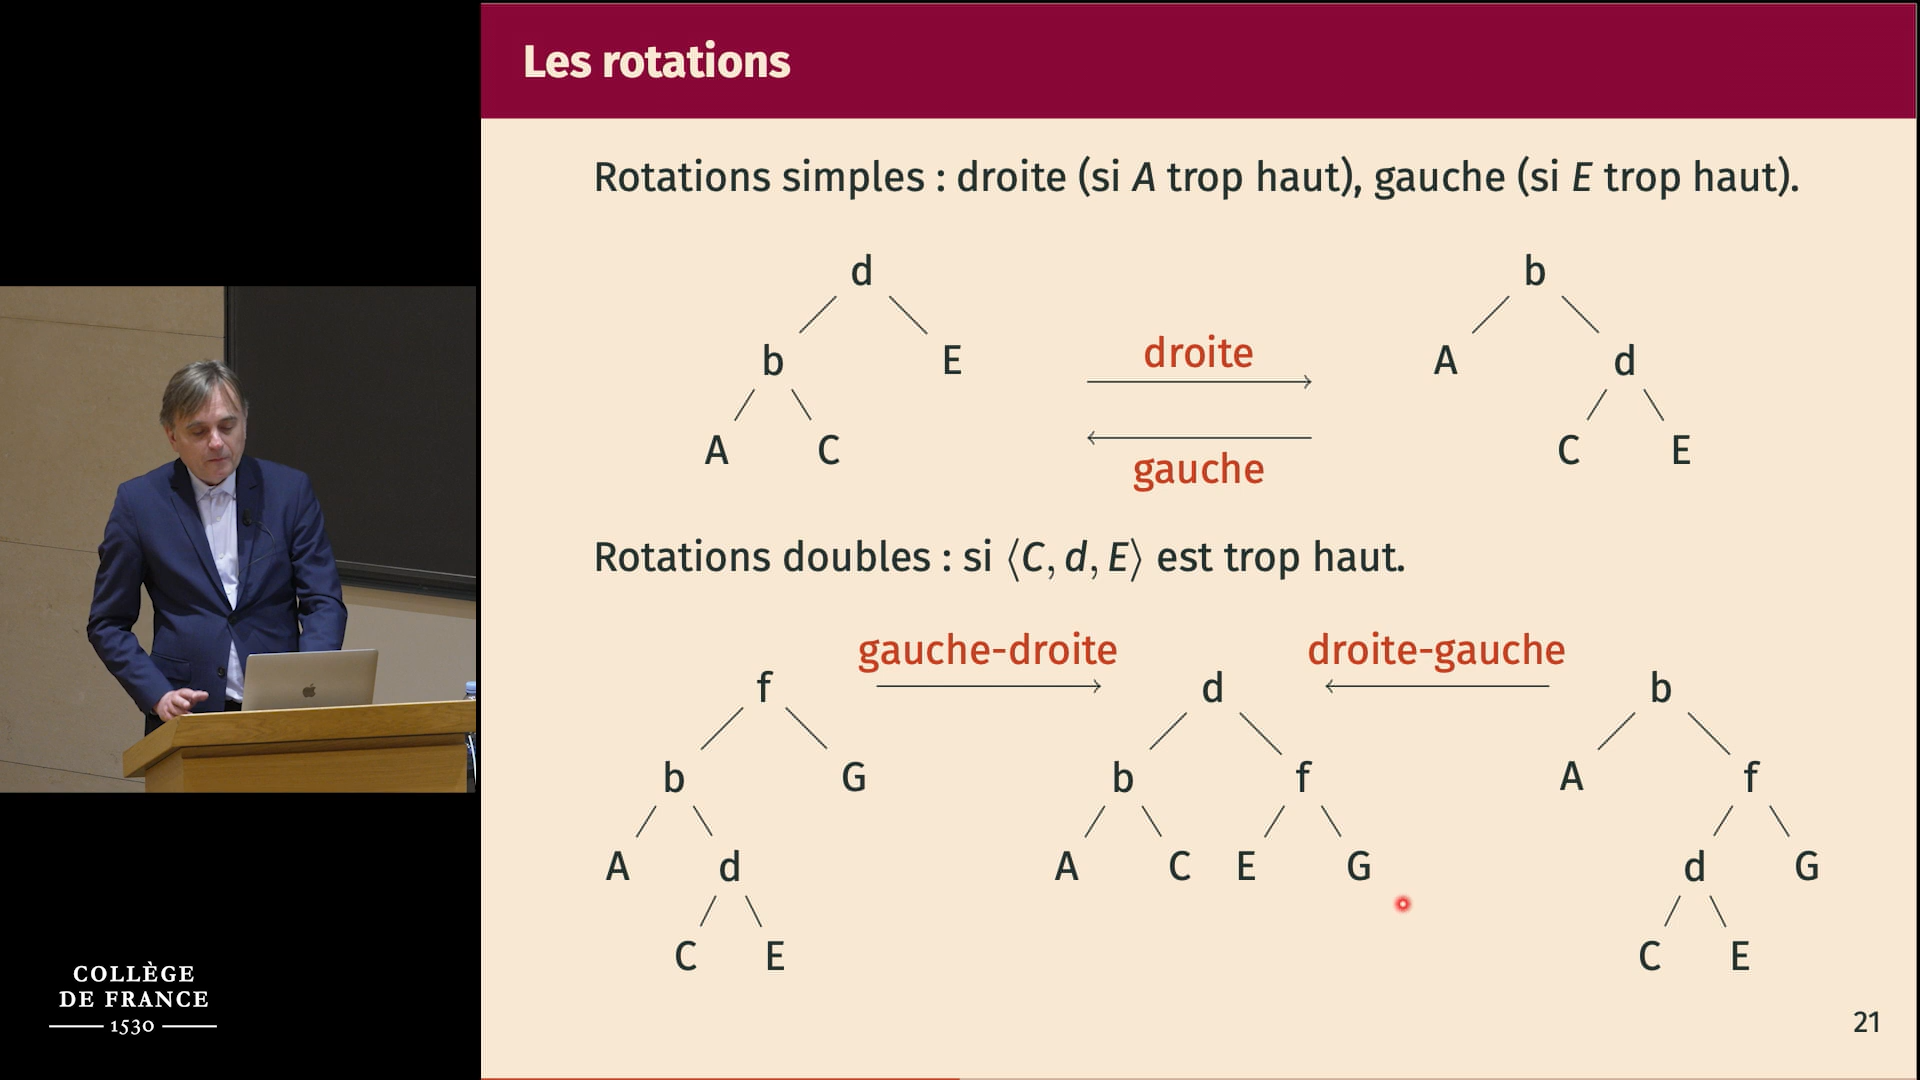 Les rotations
Rotations simples : droite (si A trop haut), gauche (si E trop haut).
d
b
droite
b
E
A
d
A
C
C
E
gauche
Rotations doubles : si ⟨C, d, E⟩ est trop haut.
gauche-droite
droite-gauche
f
d
b
b
G
b
f
A
f
A
d
A
C
E
G
d
G
C
E
C
E
COLLÈGE
DE FRANCE
1530
21